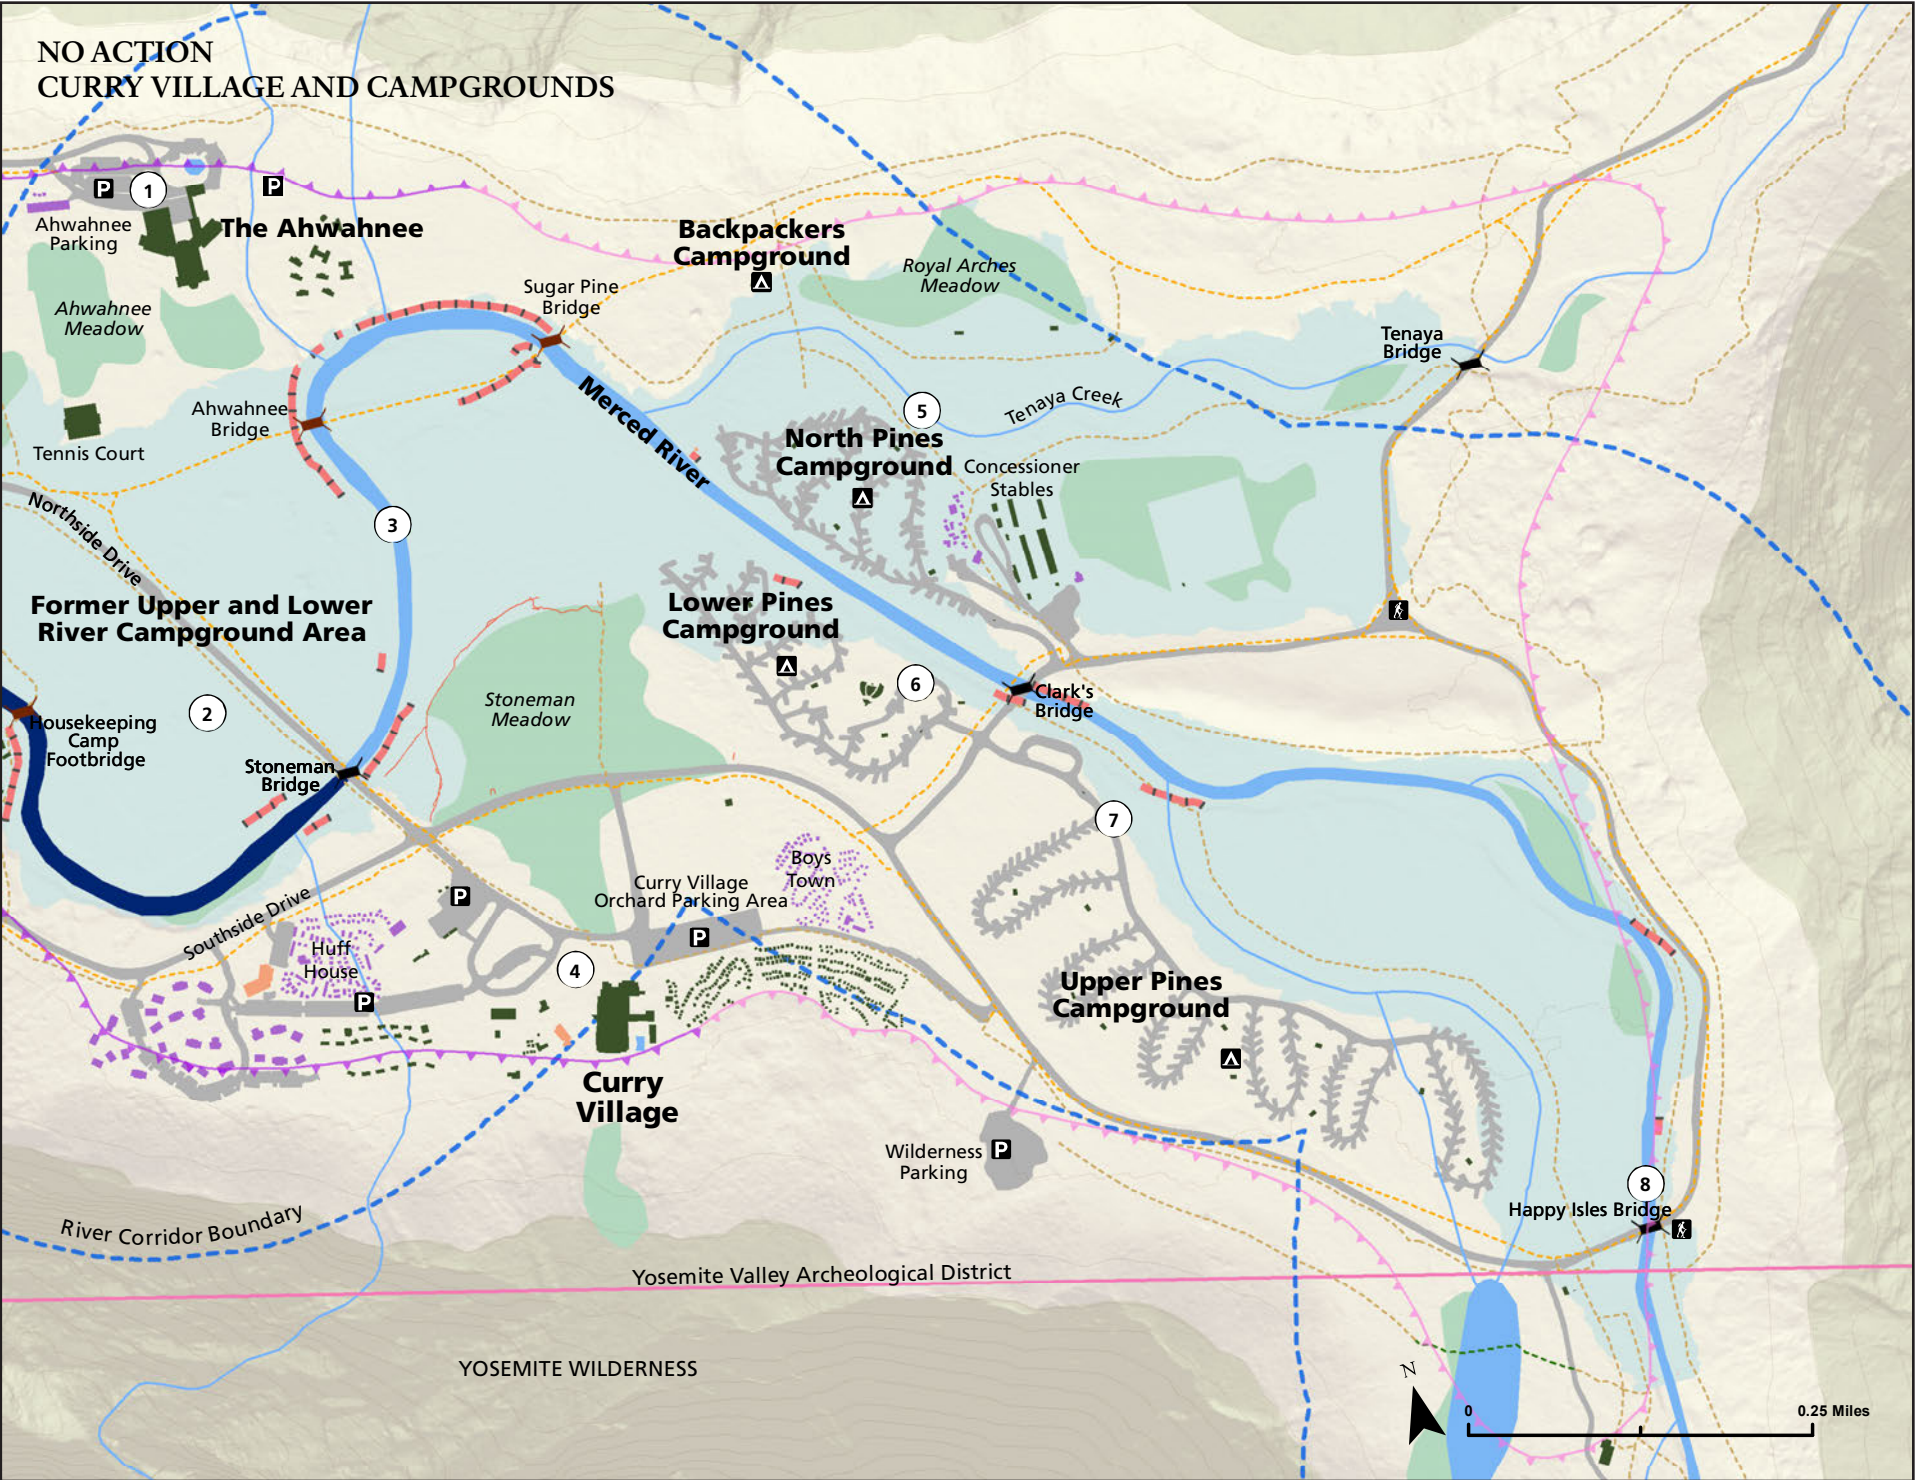 NO ACTION
CURRY VILLAGE AND CAMPGROUNDS
P
1
P
Ahwahnee
Parking
The Ahwahnee
Backpackers
Campground
Royal Arches
Meadow
Ahwahnee
Meadow
Sugar Pine
Bridge
Tenaya
Bridge
Ahwahnee
Bridge
Tennis Court
Merced River
5
Tenaya Creek
North Pines
Campground
Concessioner
Stables
Northside Drive
3
Former Upper and Lower
River Campground Area
Lower Pines
Campground
2
Stoneman
Meadow
6
Clark's
Bridge
Housekeeping
Camp
Footbridge
Stoneman
Bridge
7
Boys
Town
Curry Village
Orchard Parking Area
P
P
Southside Drive
Huff
House
P
4
Upper Pines
Campground
Curry
Village
Wilderness
Parking
P
8
Happy Isles Bridge
River Corridor Boundary
Yosemite Valley Archeological District
YOSEMITE WILDERNESS
N
0
0.25 Miles